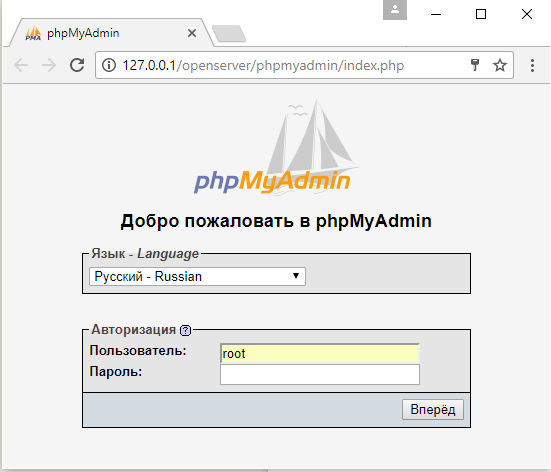 phpMyAdmin
127.0.0.1/openserver/phpmyadmin/index.php
phpMyAdmin
Добро пожаловать в phpMyAdmin
Язык - Language
Русский - Russian
Авторизация
Пользователь: root
Пароль:
Вперёд